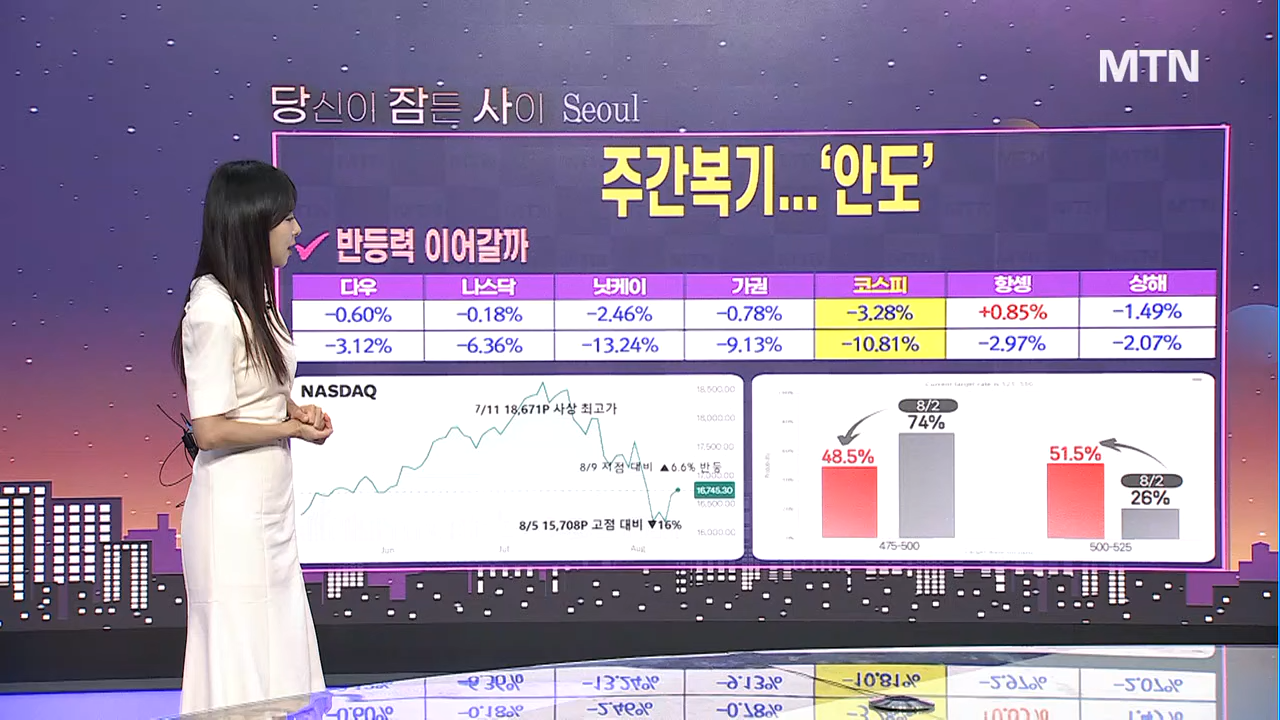 MTN
당신이 잠든 사이 Seoul
주간복기...‘안도’
반등력 이어갈까
다우 나스닥 닛케이 가권 코스피 항셍 상해
-0.60% -0.18% -2.46% -0.78% -3.28% +0.85% -1.49%
-3.12% -6.36% -13.24% -9.13% -10.81% -2.97% -2.07%
NASDAQ
18,500.00
7/11 18,671P 사상 최고가
18,000.00
17,500.00
8/9 저점 대비 ▲6.6% 반등
17,000.00
16,745.30
16,500.00
8/5 15,708P 고점 대비 ▼16%
16,000.00
Jun Jul Aug
8/2
74%
48.5%
475-500
51.5%
8/2
26%
500-525